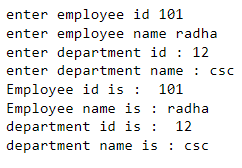 enter employee id 101
enter employee name radha
enter department id : 12
enter department name : csc
Employee id is :  101
Employee name is : radha
department id is :  12
department name is : csc